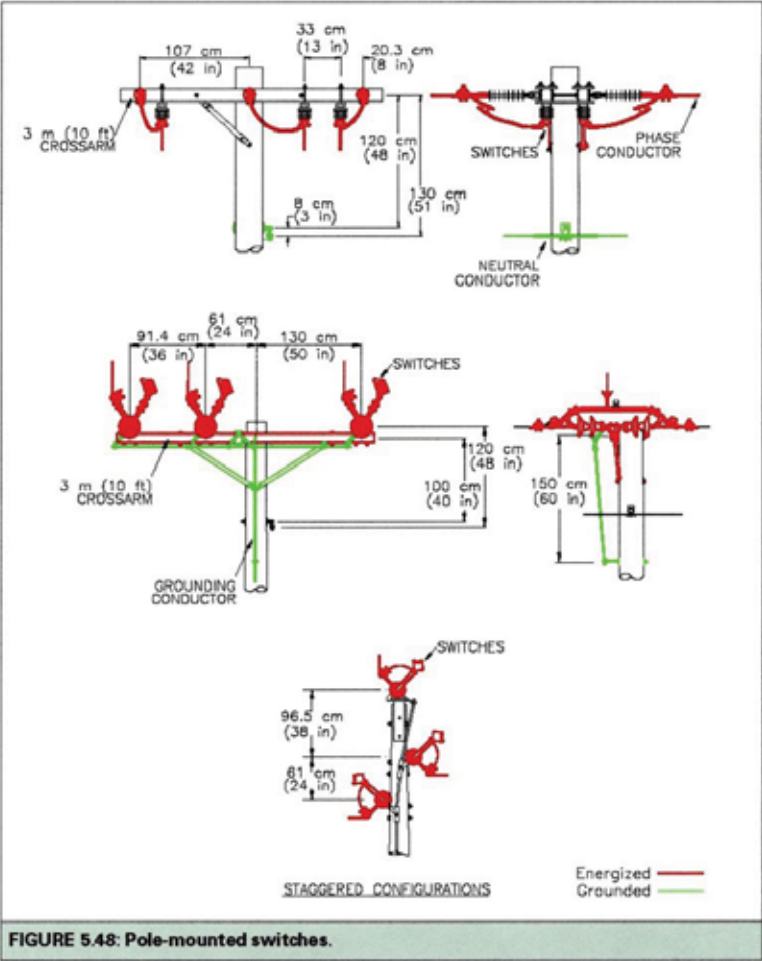 107 cm
(42 in)
33 cm
(13 in)
20.3 cm
(8 in)
3 m (10 ft)
CROSSARM
120 cm
(48 in)
130 cm
(51 in)
8 cm
(3 in)
SWITCHES
PHASE
CONDUCTOR
NEUTRAL
CONDUCTOR
91.4 cm
(36 in)
61 cm
(24 in)
130 cm
(50 in)
SWITCHES
3 m (10 ft)
CROSSARM
120 cm
(48 in)
100 cm
(40 in)
150 cm
(60 in)
GROUNDING
CONDUCTOR
SWITCHES
96.5 cm
(38 in)
61 cm
(24 in)
STAGGERED CONFIGURATIONS
Energized
Grounded
FIGURE 5.48: Pole-mounted switches.